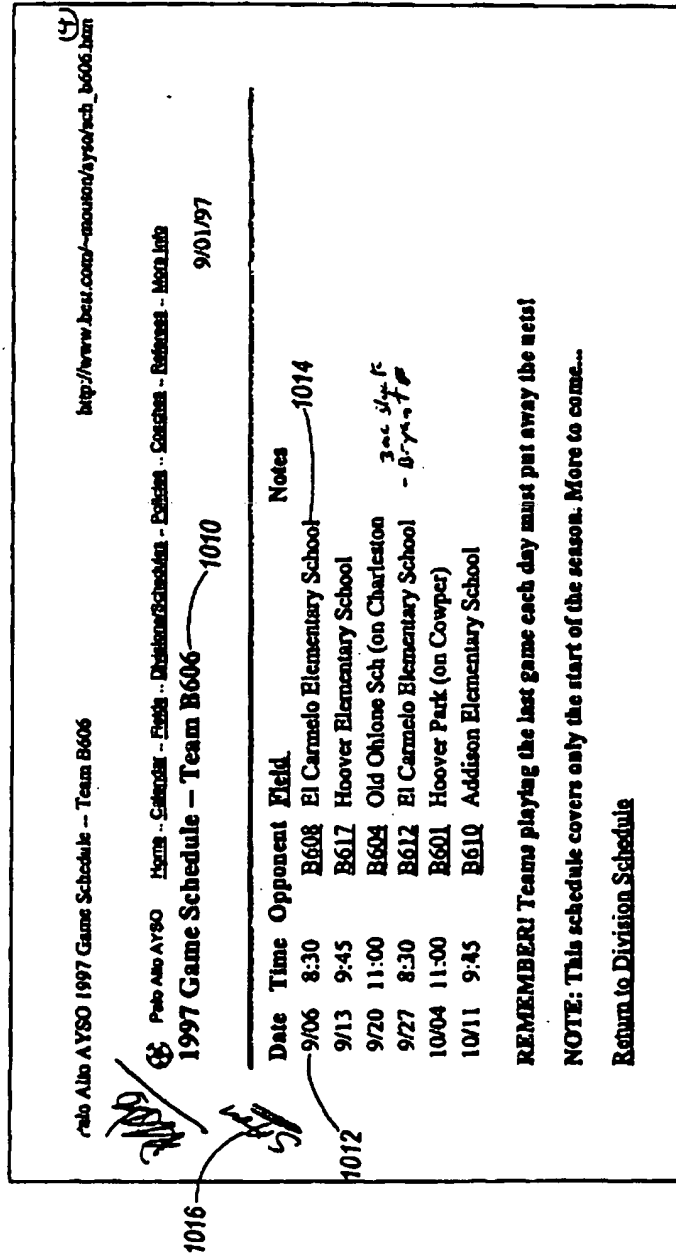 Palo Alto AYSO 1997 Game Schedule -- Team B606 http://www.best.com/~mouson/ayso/sch_b606.htm
(4)
Palo Alto AYSO Home -- Calendar -- Fields -- Divisions/Schedules -- Policies -- Coaches -- Referees -- More Info
1997 Game Schedule -- Team B606 1010 9/01/97
1016
Date Time Opponent Field Notes
9/06 8:30 B608 El Carmelo Elementary School 1014
9/13 9:45 B617 Hoover Elementary School
9/20 11:00 B604 Old Ohlone Sch (on Charleston
9/27 8:30 B612 El Carmelo Elementary School - Bryant
10/04 11:00 B601 Hoover Park (on Cowper)
10/11 9:45 B610 Addison Elementary School
1012
REMEMBER! Teams playing the last game each day must put away the nets!
NOTE: This schedule covers only the start of the season. More to come...
Return to Division Schedule